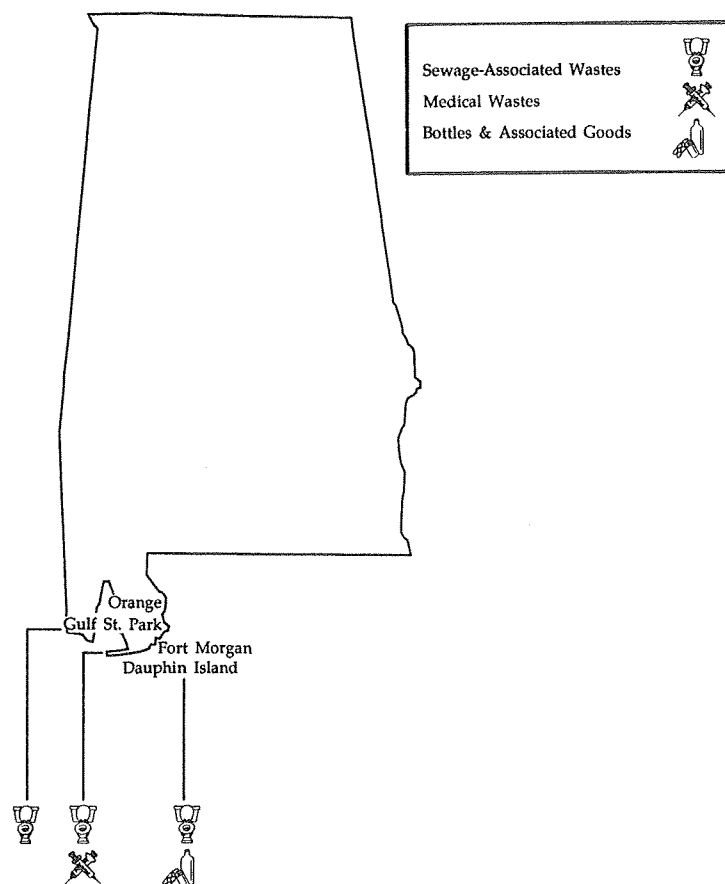 Sewage-Associated Wastes
Medical Wastes
Bottles & Associated Goods
Orange
Gulf St. Park
Fort Morgan
Dauphin Island